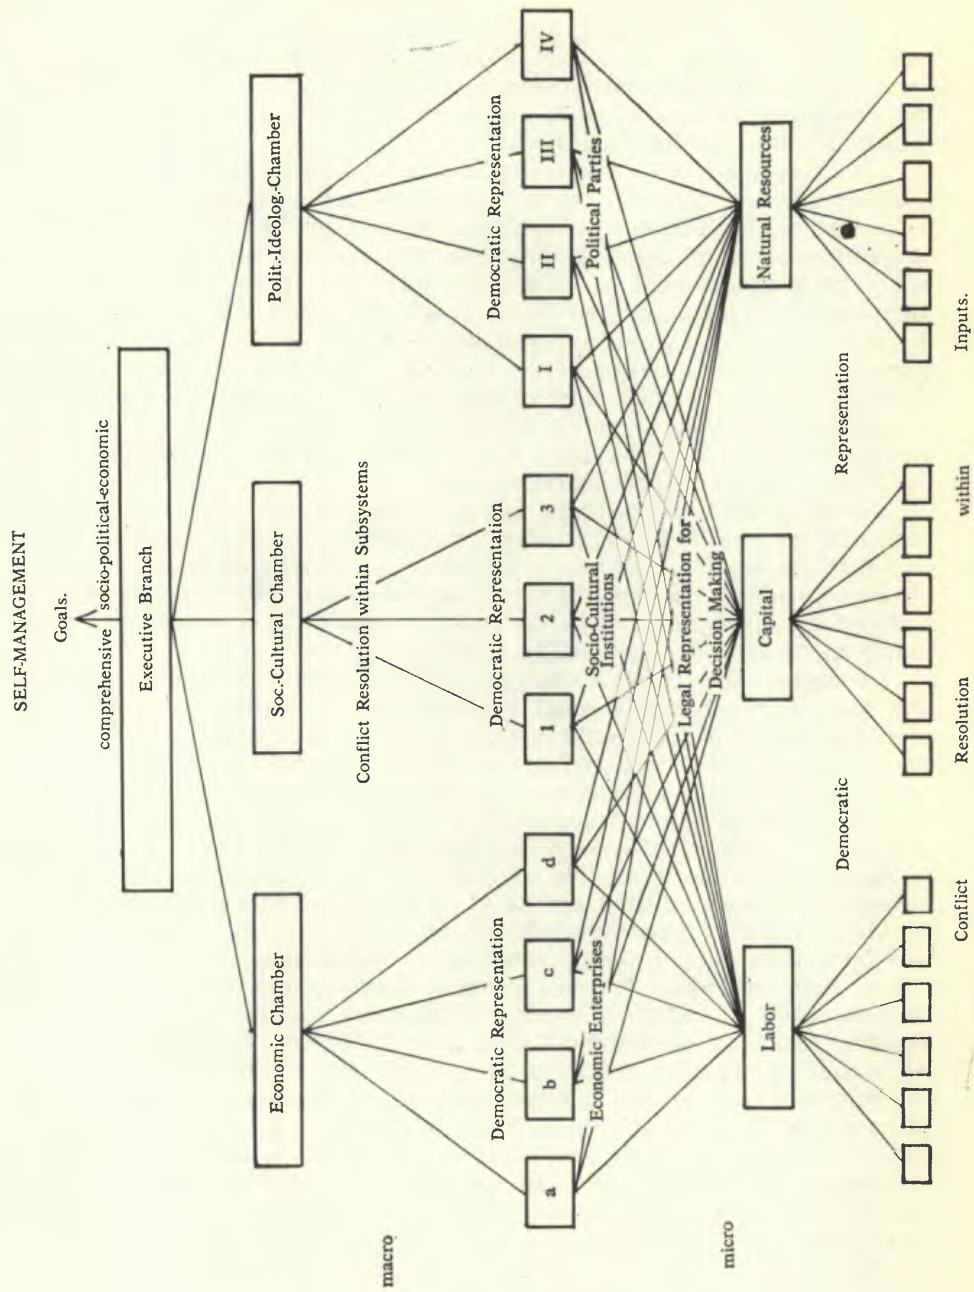 SELF-MANAGEMENT
Goals.
comprehensive socio-political-economic
Executive Branch
Economic Chamber
Soc.-Cultural Chamber
Polit.-Ideolog.-Chamber
Conflict Resolution within Subsystems
macro
Democratic Representation
Democratic Representation
Democratic Representation
a
b
c
d
1
2
3
I
II
III
IV
Economic Enterprises
Socio-Cultural
Institutions
Political Parties
Legal Representation for
Decision Making
micro
Labor
Capital
Natural Resources
Democratic Representation
Conflict Resolution within Inputs.